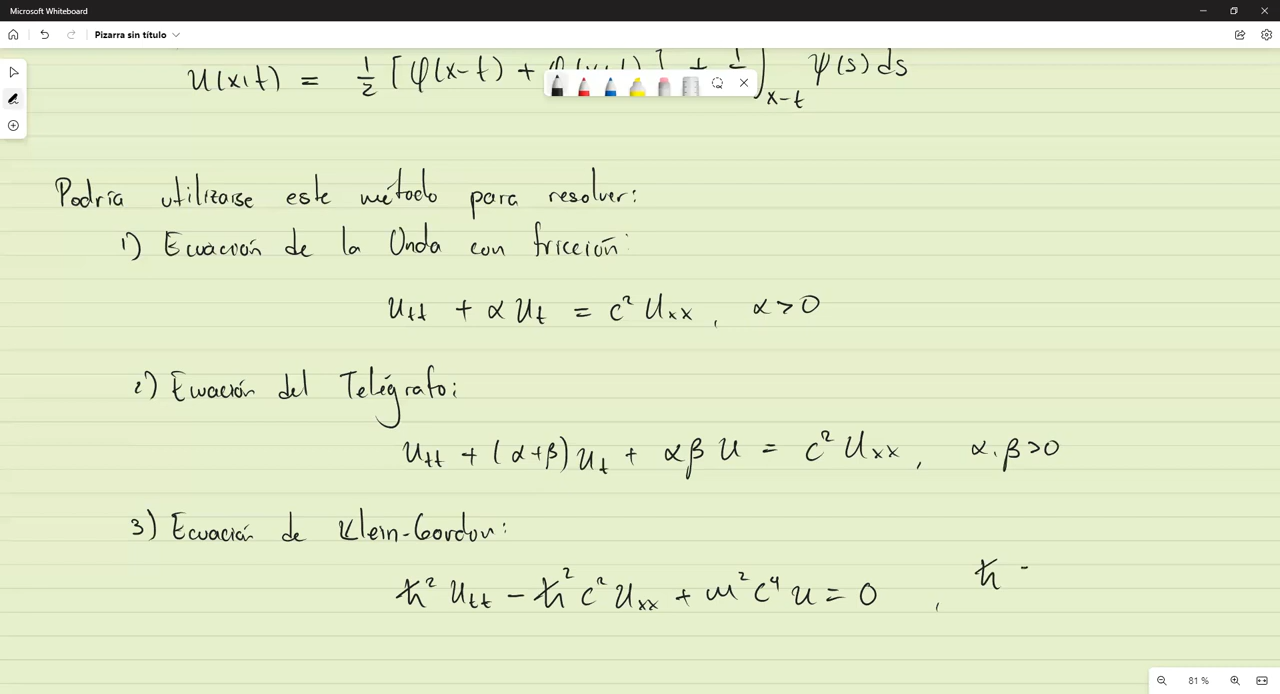 Microsoft Whiteboard
Pizarra sin título
u(x,t) = 1/2 [φ(x-t) + φ(x+t)] + 1/2 ∫_{x-t} ψ(s) ds
Podría utilizarse este método para resolver:
1) Ecuación de la Onda con fricción:
u_tt + α u_t = c² u_xx , α > 0
2) Ecuación del Telégrafo:
u_tt + (α+β) u_t + αβ u = c² u_xx , α, β > 0
3) Ecuación de Klein-Gordon:
ħ² u_tt - ħ² c² u_xx + m² c⁴ u = 0 , ħ -
81 %